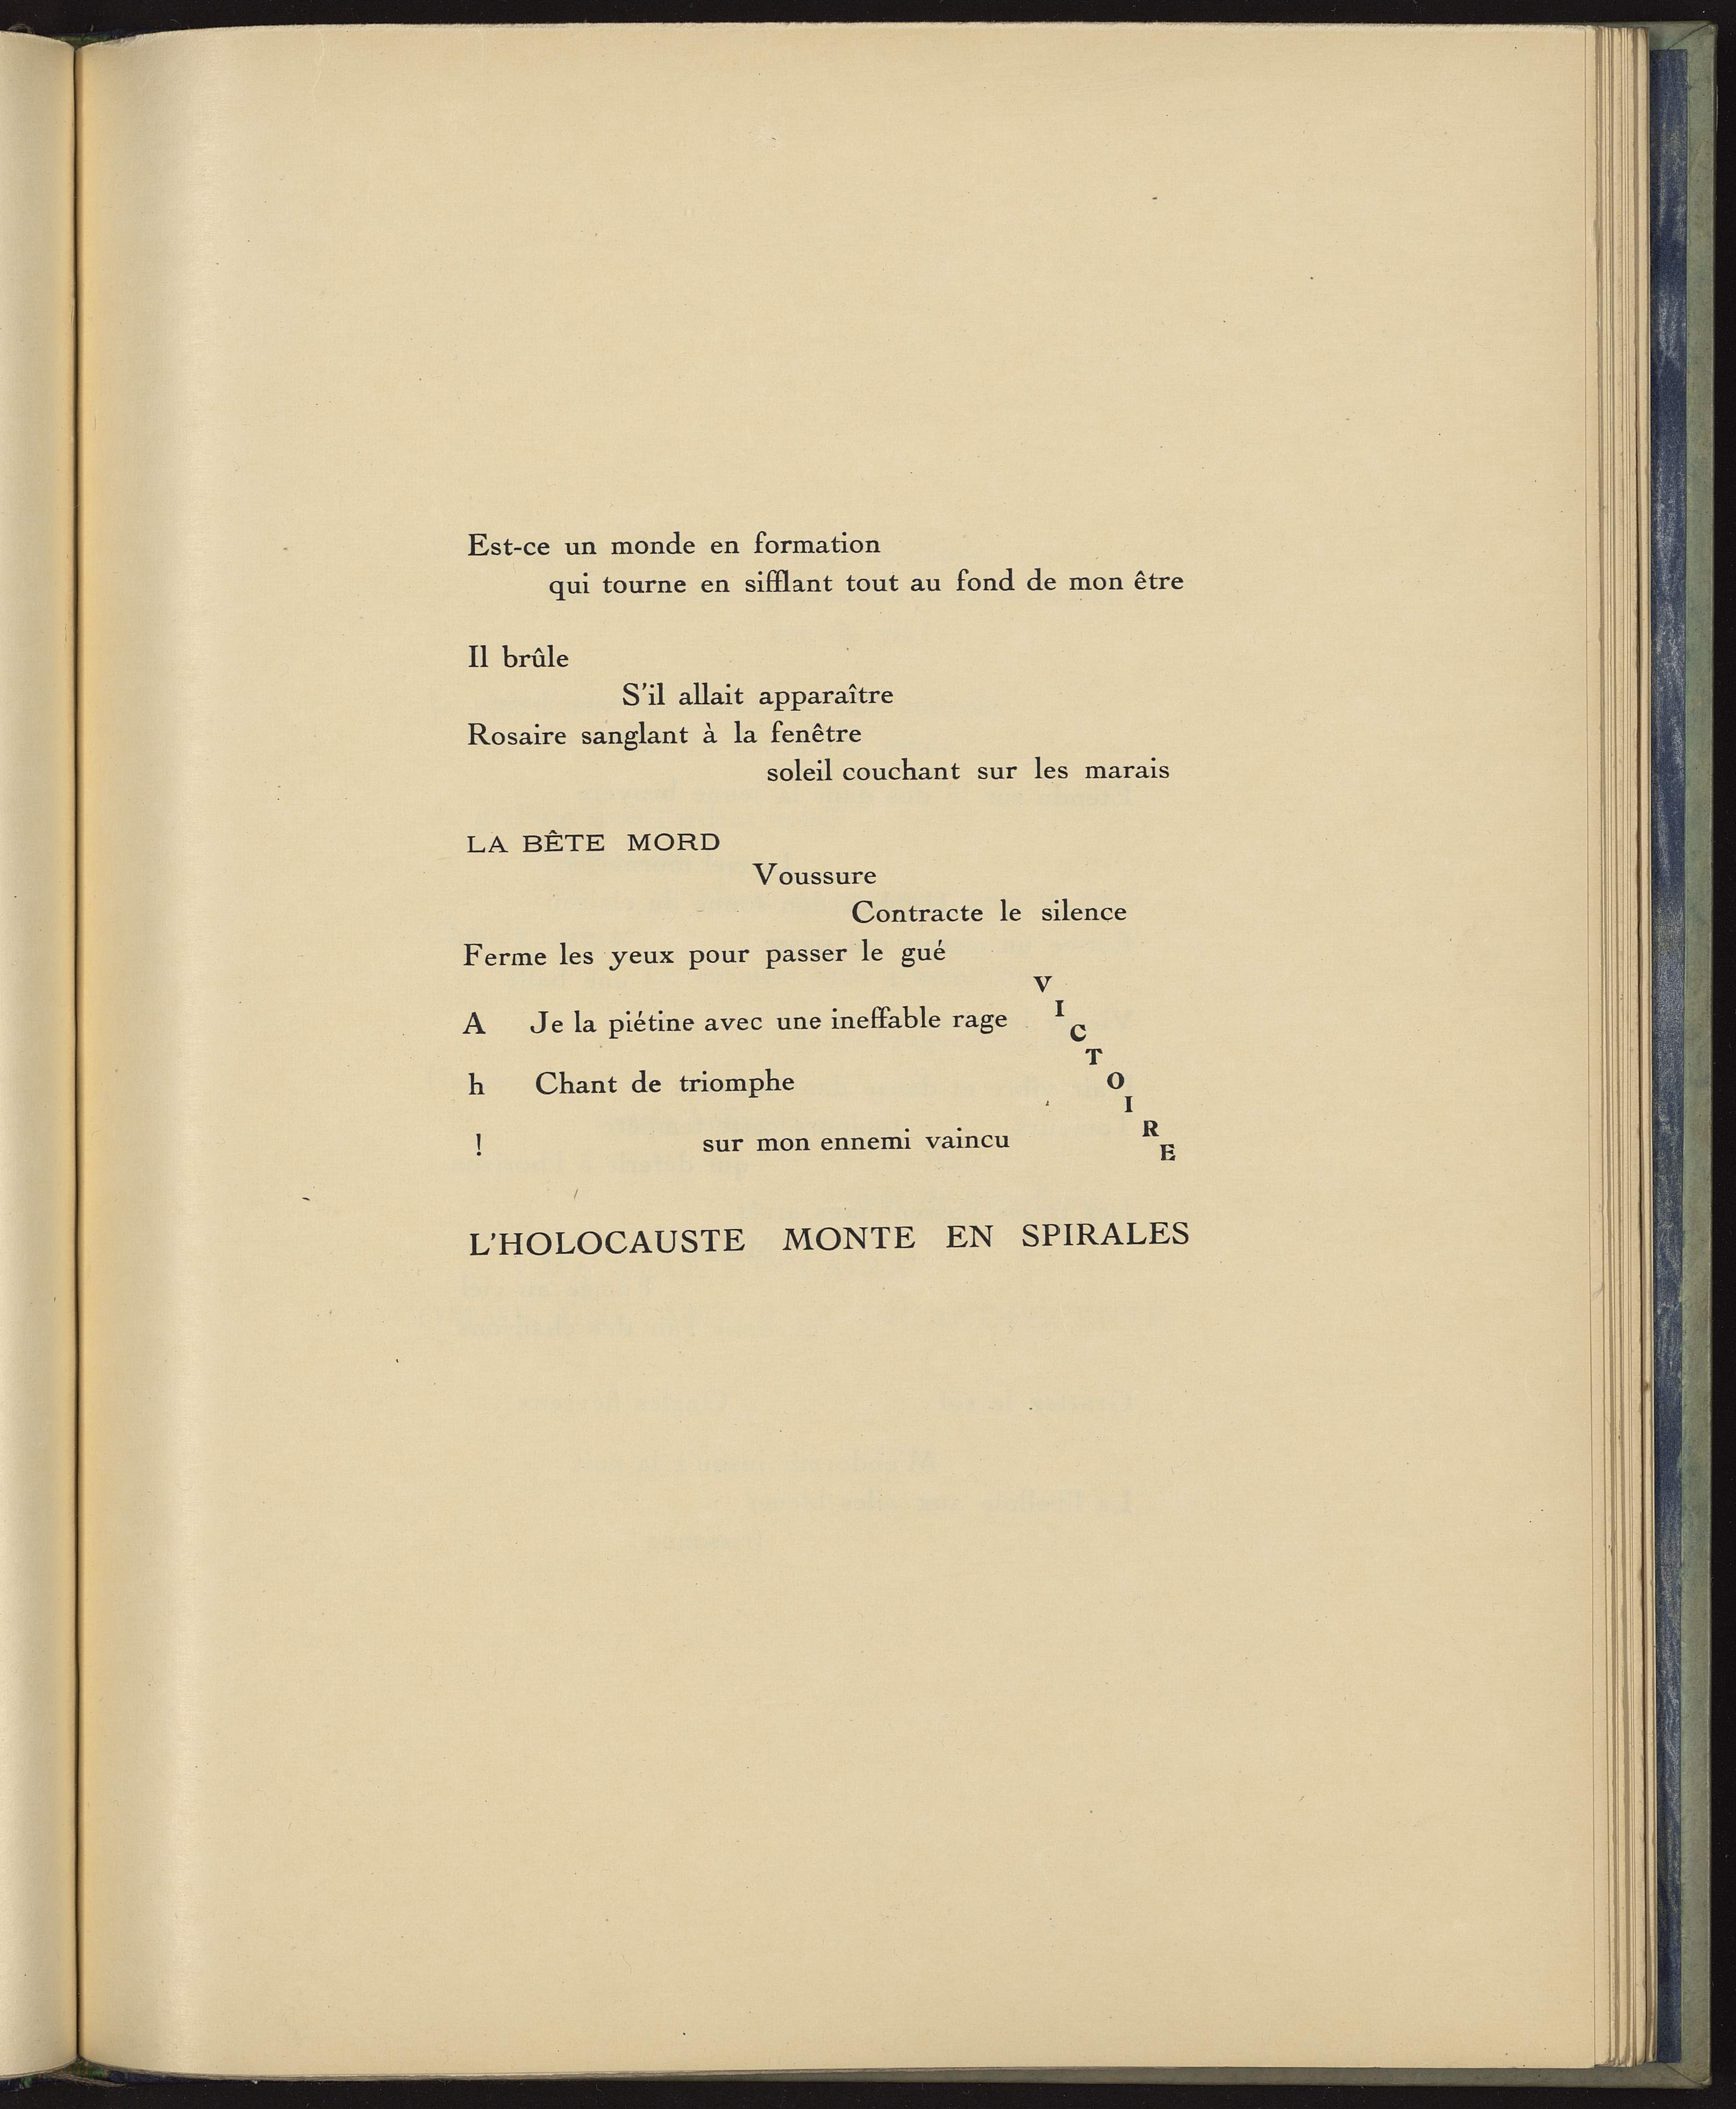 Est-ce un monde en formation
qui tourne en sifflant tout au fond de mon être
Il brûle
S'il allait apparaître
Rosaire sanglant à la fenêtre
soleil couchant sur les marais
LA BÊTE MORD
Voussure
Contracte le silence
Ferme les yeux pour passer le gué
A Je la piétine avec une ineffable rage
h Chant de triomphe
! sur mon ennemi vaincu
VICTOIRE
L'HOLOCAUSTE MONTE EN SPIRALES